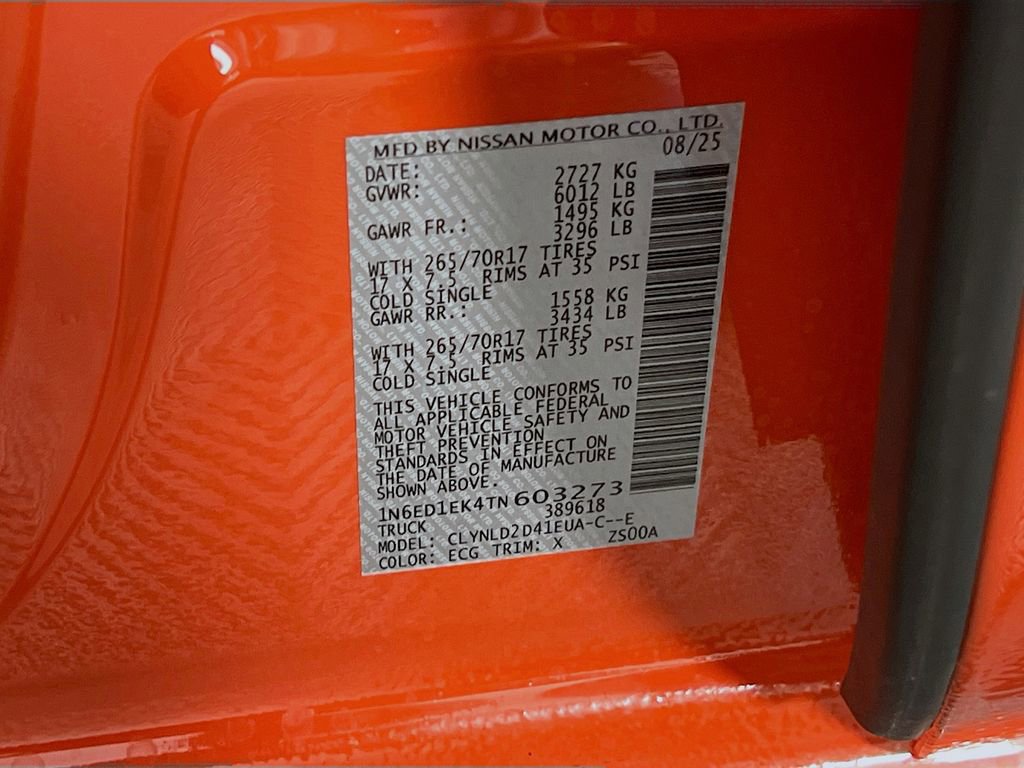 MFD BY NISSAN MOTOR CO., LTD.
DATE: 08/25
GVWR: 2727 KG
6012 LB
GAWR FR.: 1495 KG
3296 LB
WITH 265/70R17 TIRES
17 X 7.5 RIMS AT 35 PSI
COLD SINGLE
GAWR RR.: 1558 KG
3434 LB
WITH 265/70R17 TIRES
17 X 7.5 RIMS AT 35 PSI
COLD SINGLE
THIS VEHICLE CONFORMS TO
ALL APPLICABLE FEDERAL
MOTOR VEHICLE SAFETY AND
THEFT PREVENTION
STANDARDS IN EFFECT ON
THE DATE OF MANUFACTURE
SHOWN ABOVE.
1N6ED1EK4TN603273
TRUCK 389618
MODEL: CLYNLD2D41EUA-C--E
COLOR: ECG TRIM: X ZS00A